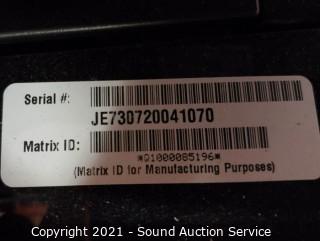 Serial #:
JE730720041070
Matrix ID:
*Q1000085196*
(Matrix ID for Manufacturing Purposes)
Copyright 2021 - Sound Auction Service